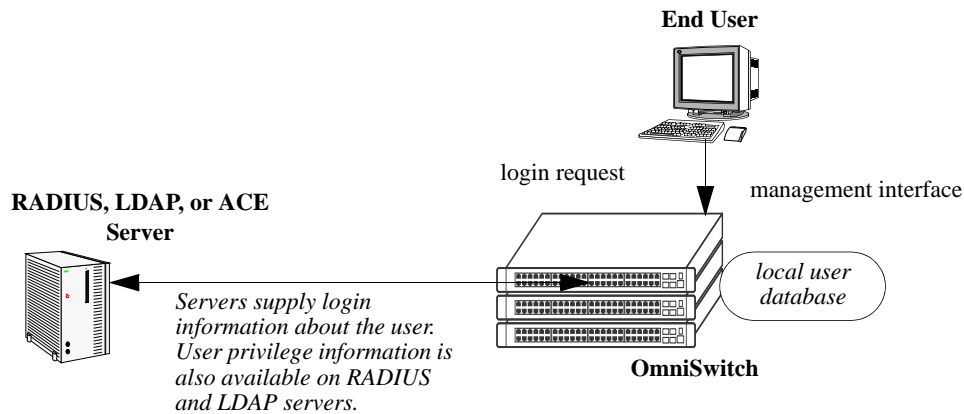 End User
login request
management interface
RADIUS, LDAP, or ACE
Server
local user
database
Servers supply login
information about the user.
User privilege information is
also available on RADIUS
and LDAP servers.
OmniSwitch